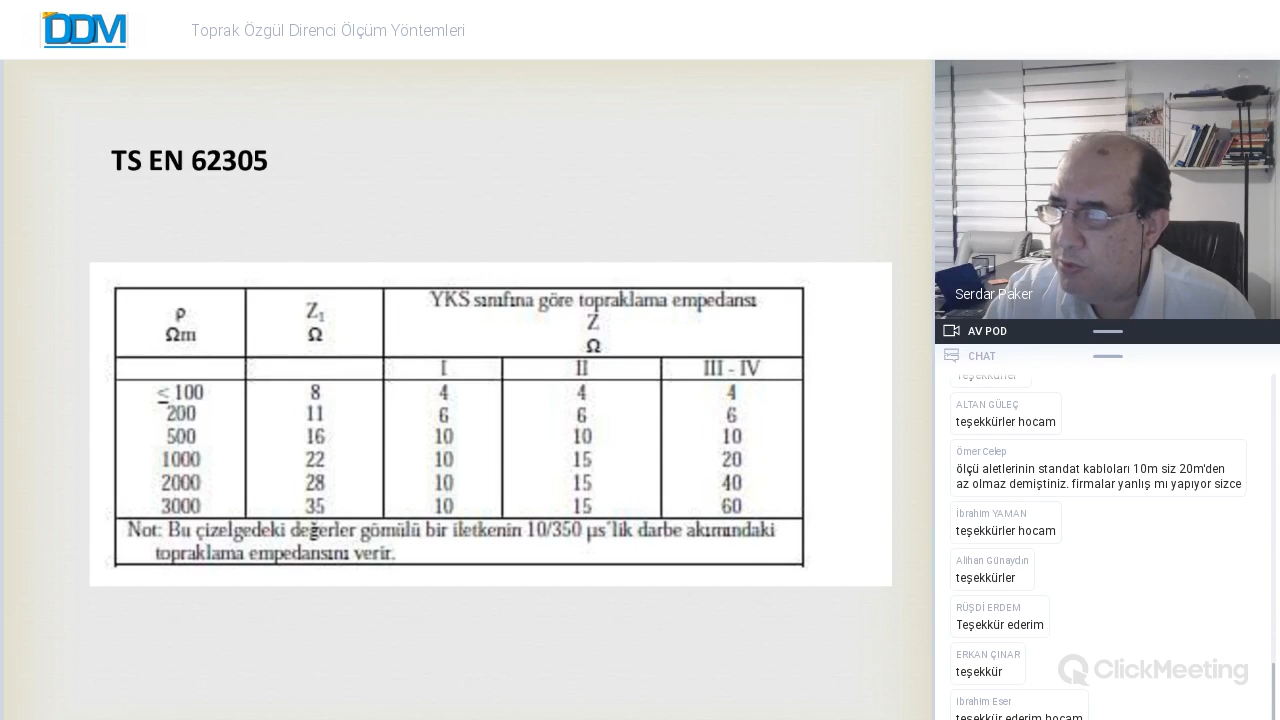 DDM
Toprak Özgül Direnci Ölçüm Yöntemleri
TS EN 62305
ρ
Ωm
Z1
Ω
YKS sınıfına göre topraklama empedansı
Z
Ω
I II III - IV
≤ 100 8 4 4 4
200 11 6 6 6
500 16 10 10 10
1000 22 10 15 20
2000 28 10 15 40
3000 35 10 15 60
Not: Bu çizelgedeki değerler gömülü bir iletkenin 10/350 µs´lik darbe akımındaki
topraklama empedansını verir.
Serdar Paker
AV POD
CHAT
Teşekkürler
ALTAN GÜLEÇ
teşekkürler hocam
Ömer Celep
ölçü aletlerinin standat kabloları 10m siz 20m'den
az olmaz demiştiniz. firmalar yanlış mı yapıyor sizce
İbrahim YAMAN
teşekkürler hocam
Alihan Günaydın
teşekkürler
RÜŞDİ ERDEM
Teşekkür ederim
ERKAN ÇINAR
teşekkür
ClickMeeting
Ibrahim Eser
teşekkür ederim hocam